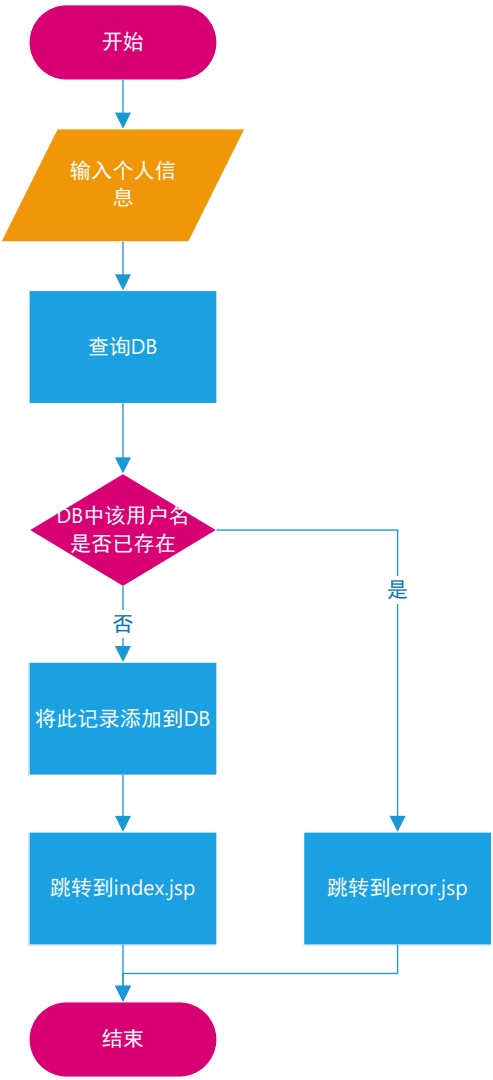 开始
输入个人信
息
查询DB
DB中该用户名
是否已存在
是
否
将此记录添加到DB
跳转到index.jsp
跳转到error.jsp
结束